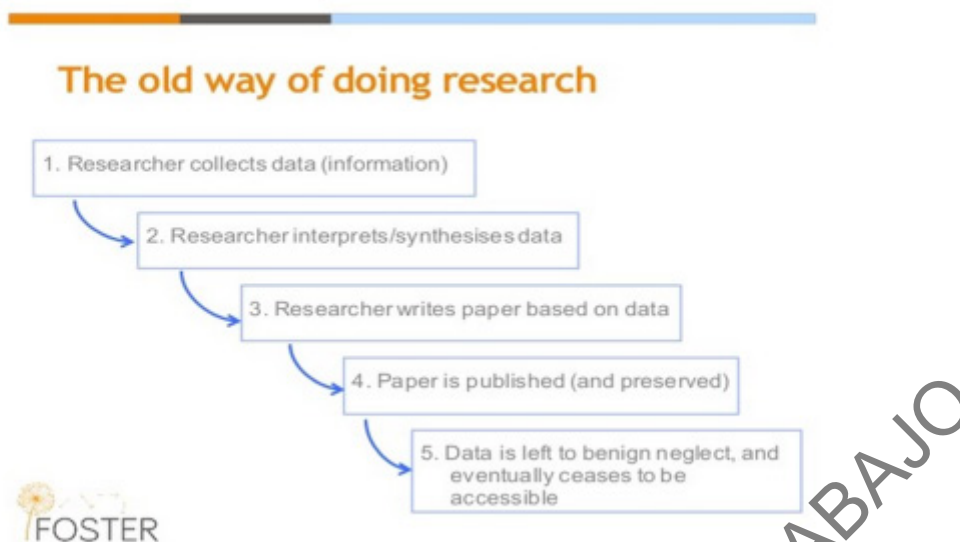 The old way of doing research
1. Researcher collects data (information)
2. Researcher interprets/synthesises data
3. Researcher writes paper based on data
4. Paper is published (and preserved)
5. Data is left to benign neglect, and
eventually ceases to be
accessible
FOSTER
ABAJO